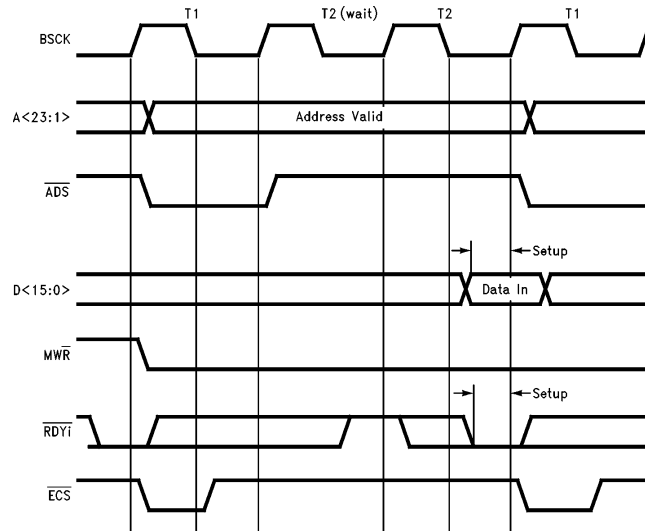 T1 T2 (wait) T2 T1
BSCK
A<23:1> Address Valid
ADS
Setup
D<15:0> Data In
MWR
Setup
RDYi
ECS